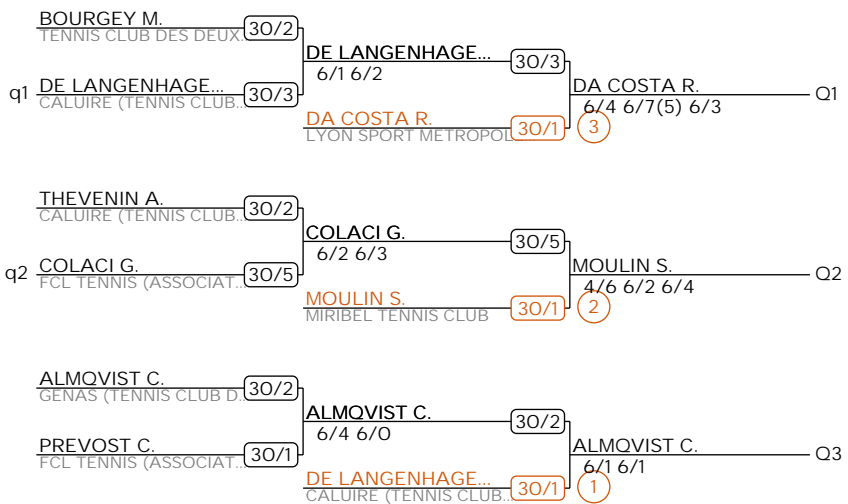 BOURGEY M.
30/2
TENNIS CLUB DES DEUX...
DE LANGENHAGE...
30/3
6/1 6/2
q1
DE LANGENHAGE...
30/3
CALUIRE (TENNIS CLUB...
DA COSTA R.
6/4 6/7(5) 6/3
Q1
DA COSTA R.
30/1
3
LYON SPORT METROPOL
THEVENIN A.
30/2
CALUIRE (TENNIS CLUB...
COLACI G.
30/5
6/2 6/3
q2
COLACI G.
30/5
FCL TENNIS (ASSOCIAT...
MOULIN S.
4/6 6/2 6/4
Q2
MOULIN S.
30/1
2
MIRIBEL TENNIS CLUB
ALMQVIST C.
30/2
GENAS (TENNIS CLUB D...
ALMQVIST C.
30/2
6/4 6/0
PREVOST C.
30/1
FCL TENNIS (ASSOCIAT...
ALMQVIST C.
6/1 6/1
Q3
DE LANGENHAGE...
30/1
1
CALUIRE (TENNIS CLUB...